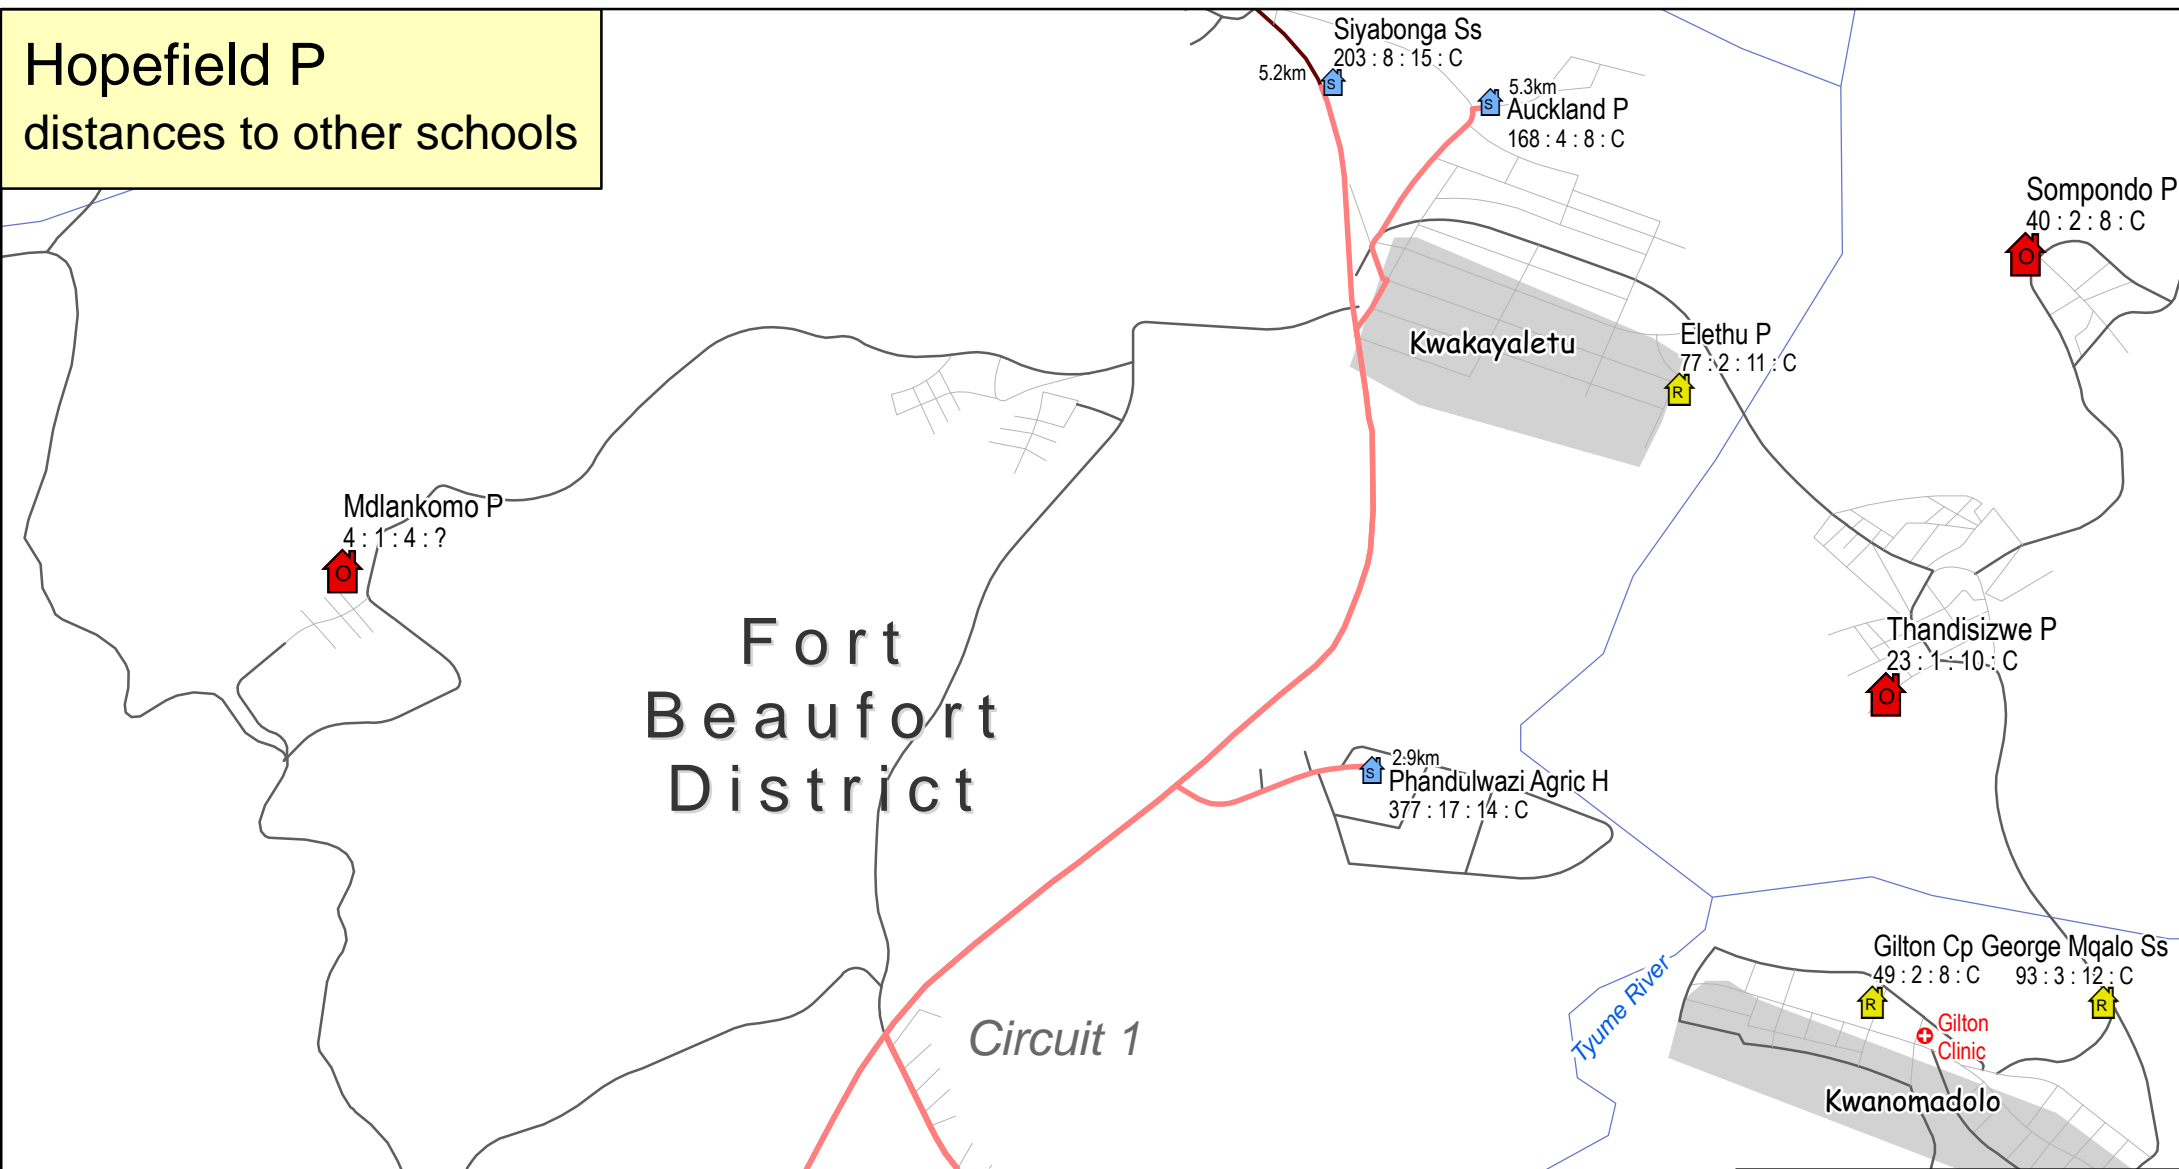 Hopefield P
distances to other schools
Siyabonga Ss
203 : 8 : 15 : C
5.2km
S
5.3km
S
Auckland P
168 : 4 : 8 : C
Sompondo P
40 : 2 : 8 : C
O
Kwakayaletu
Elethu P
77 : 2 : 11 : C
R
Mdlankomo P
4 : 1 : 4 : ?
O
Fort
Beaufort
District
Thandisizwe P
23 : 1 : 10 : C
O
2.9km
S
Phandulwazi Agric H
377 : 17 : 14 : C
Gilton Cp
49 : 2 : 8 : C
R
George Mqalo Ss
93 : 3 : 12 : C
R
Tyume River
Gilton
Clinic
Circuit 1
Kwanomadolo